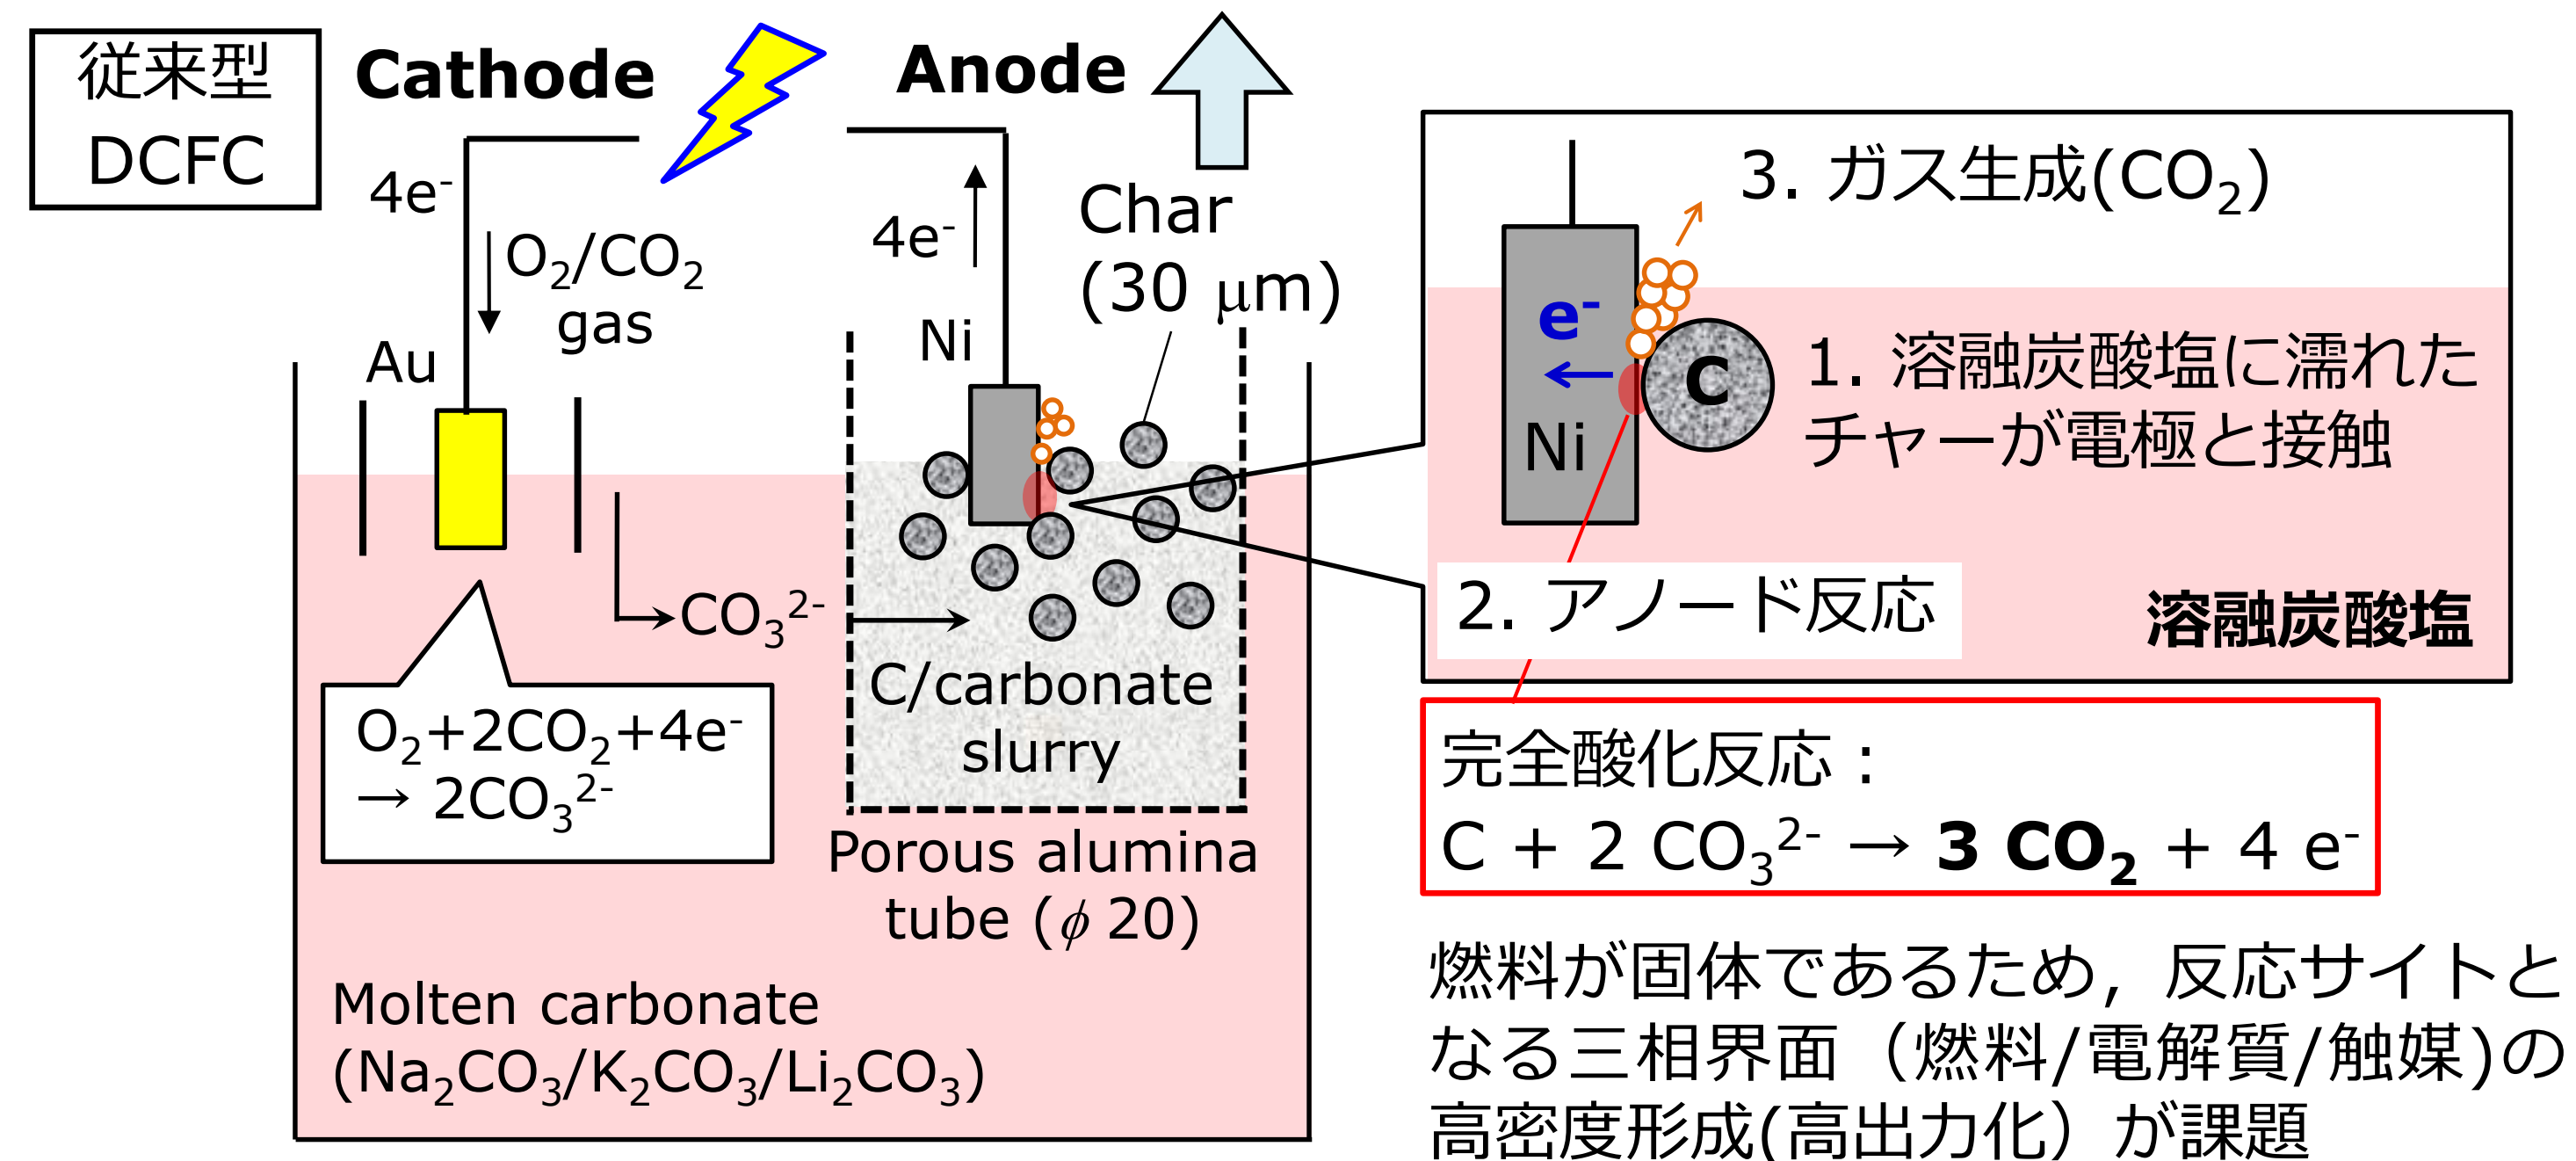 従来型
DCFC
Cathode
Anode
4e⁻
O₂/CO₂
gas
Au
4e⁻
Ni
Char
(30 μm)
CO₃²⁻
O₂+2CO₂+4e⁻
→ 2CO₃²⁻
C/carbonate
slurry
Porous alumina
tube (ϕ 20)
Molten carbonate
(Na₂CO₃/K₂CO₃/Li₂CO₃)
3. ガス生成(CO₂)
e⁻
Ni
C
1. 溶融炭酸塩に濡れた
チャーが電極と接触
2. アノード反応
溶融炭酸塩
完全酸化反応：
C + 2 CO₃²⁻ → 3 CO₂ + 4 e⁻
燃料が固体であるため，反応サイトと
なる三相界面（燃料/電解質/触媒)の
高密度形成(高出力化）が課題